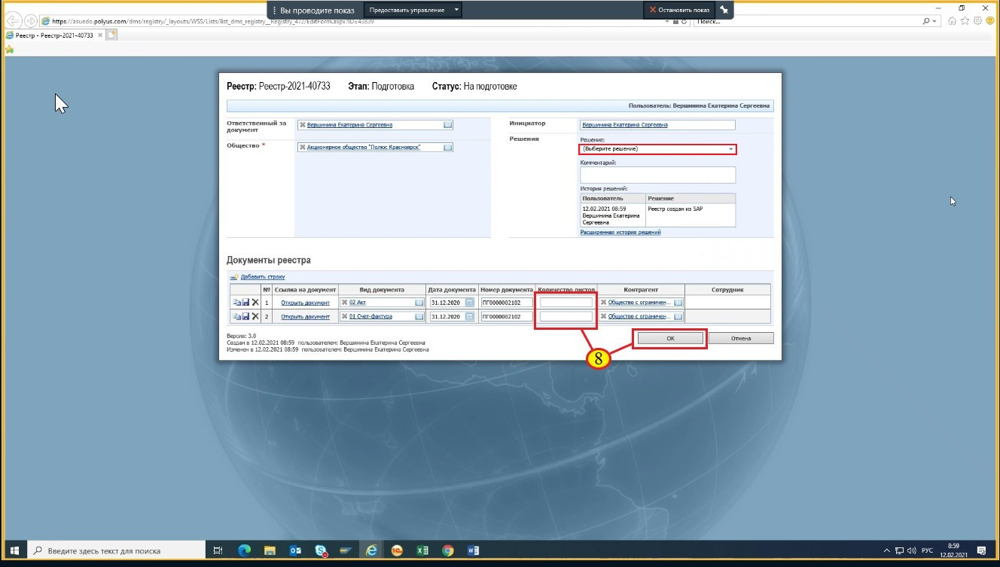 Вы проводите показ
Предоставить управление
Остановить показ
https://asuedo.polyus.com/dms/registry/_layouts/WSS/Lists/list_dms_registry__Registry_472/EditForm.aspx?ID=43839
Поиск...
Реестр - Реестр-2021-40733
Реестр: Реестр-2021-40733 Этап: Подготовка Статус: На подготовке
Пользователь: Вершинина Екатерина Сергеевна
Ответственный за документ
Вершинина Екатерина Сергеевна
Общество *
Акционерное общество "Полюс Красноярск"
Инициатор
Вершинина Екатерина Сергеевна
Решения
Решение:
(Выберите решение)
Комментарий:
История решений:
Пользователь Решение
12.02.2021 08:59 Реестр создан из SAP
Вершинина Екатерина
Сергеевна
Расширенная история решений
Документы реестра
Добавить строку
№ Ссылка на документ Вид документа Дата документа Номер документа Количество листов Контрагент Сотрудник
1 Открыть документ 02 Акт 31.12.2020 ПГ0000002102 Общество с ограничен...
2 Открыть документ 01 Счет-фактура 31.12.2020 ПГ0000002102 Общество с ограничен...
Версия: 3.0
Создан в 12.02.2021 08:59 пользователем: Вершинина Екатерина Сергеевна
Изменен в 12.02.2021 08:59 пользователем: Вершинина Екатерина Сергеевна
OK
Отмена
8
Введите здесь текст для поиска
РУС
8:59
12.02.2021